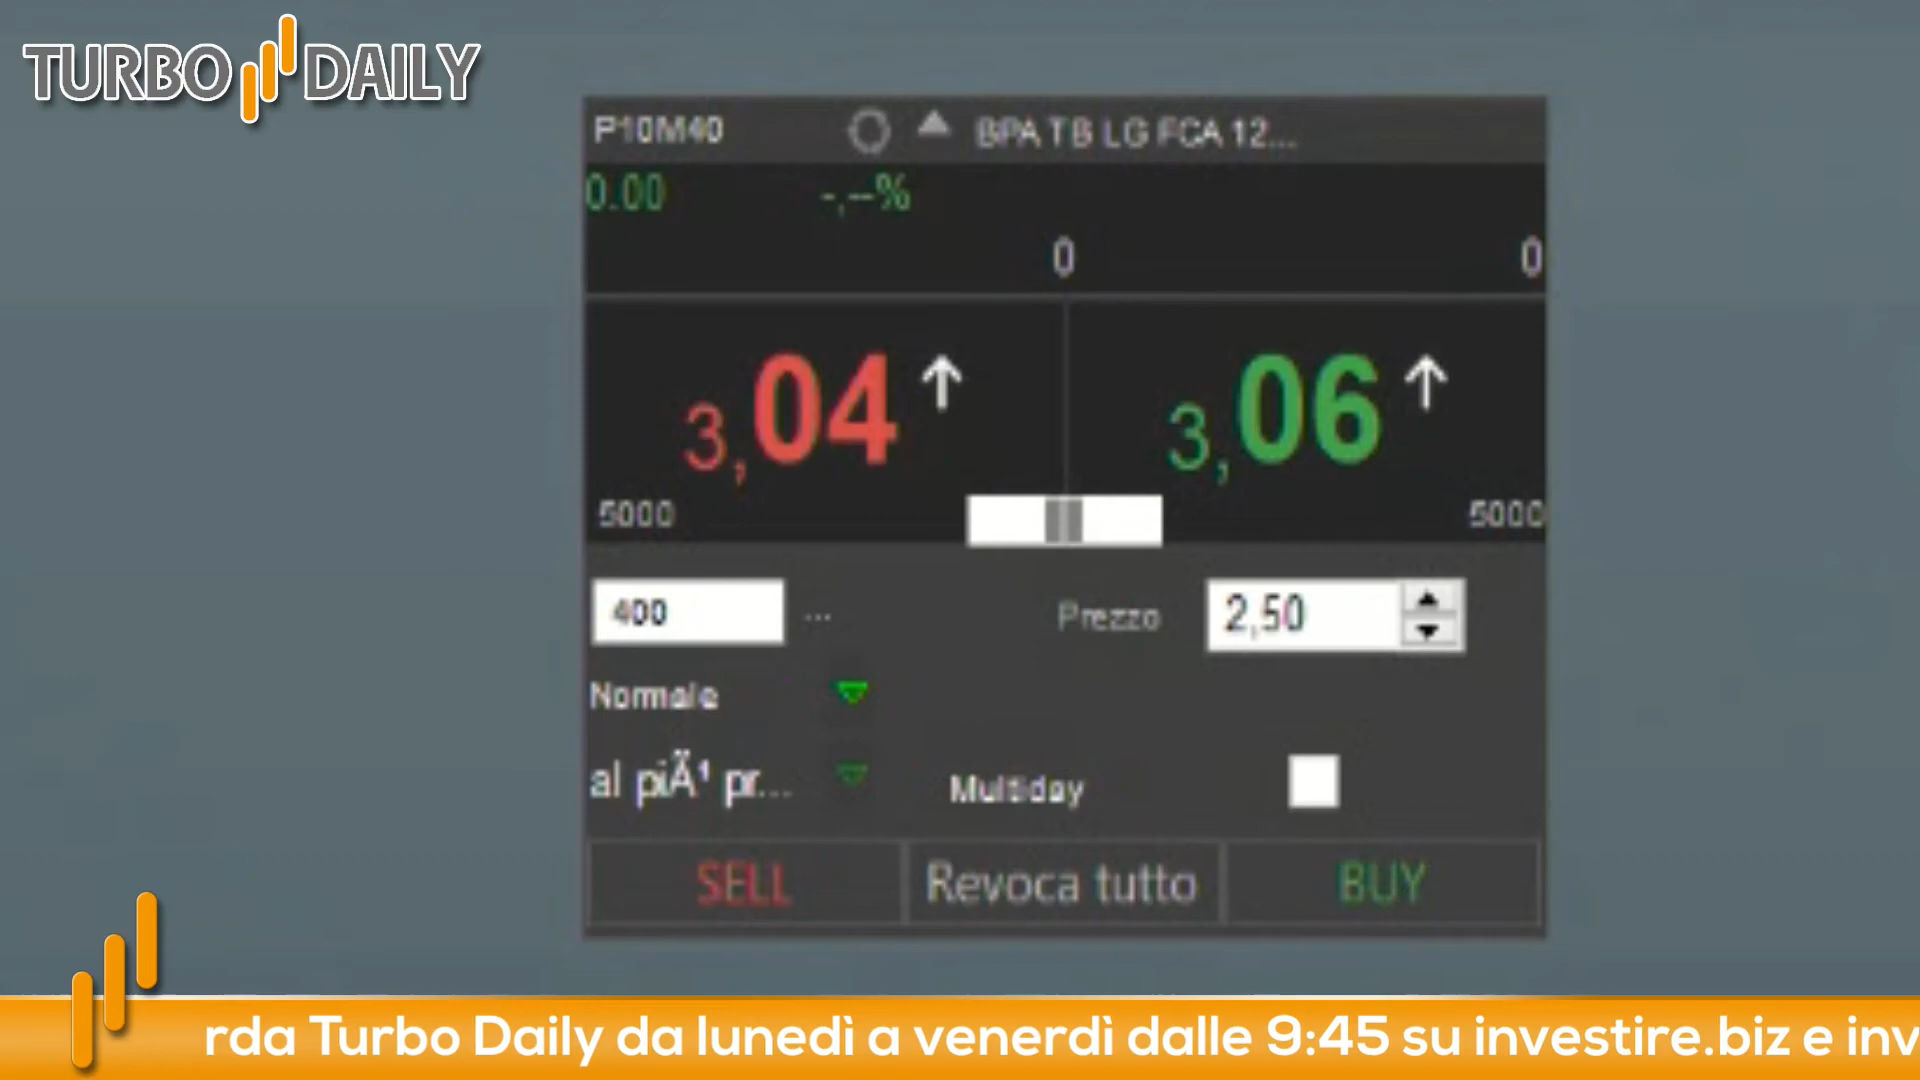 TURBO DAILY
P10M40 BPA TB LG FCA 12...
0.00 -,--%
0 0
3,04 3,06
5000 5000
400 ... Prezzo 2,50
Normale
al piÃ¹ pr... Multiday
SELL Revoca tutto BUY
rda Turbo Daily da lunedì a venerdì dalle 9:45 su investire.biz e inv